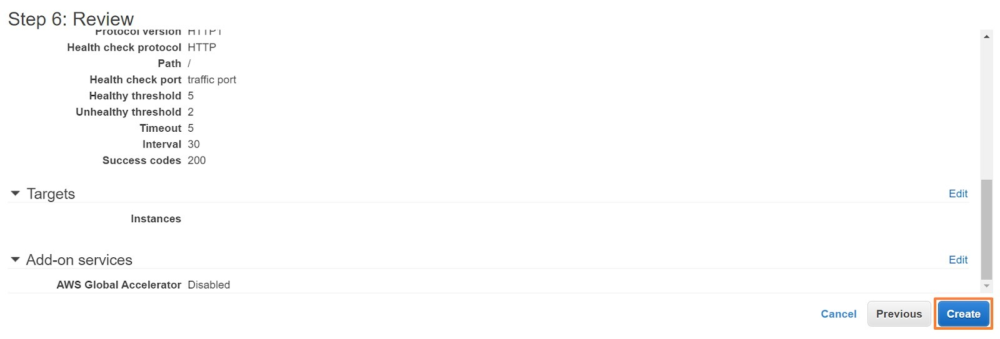 Step 6: Review
Protocol version HTTP1
Health check protocol HTTP
Path /
Health check port traffic port
Healthy threshold 5
Unhealthy threshold 2
Timeout 5
Interval 30
Success codes 200
Targets Edit
Instances
Add-on services Edit
AWS Global Accelerator Disabled
Cancel Previous Create